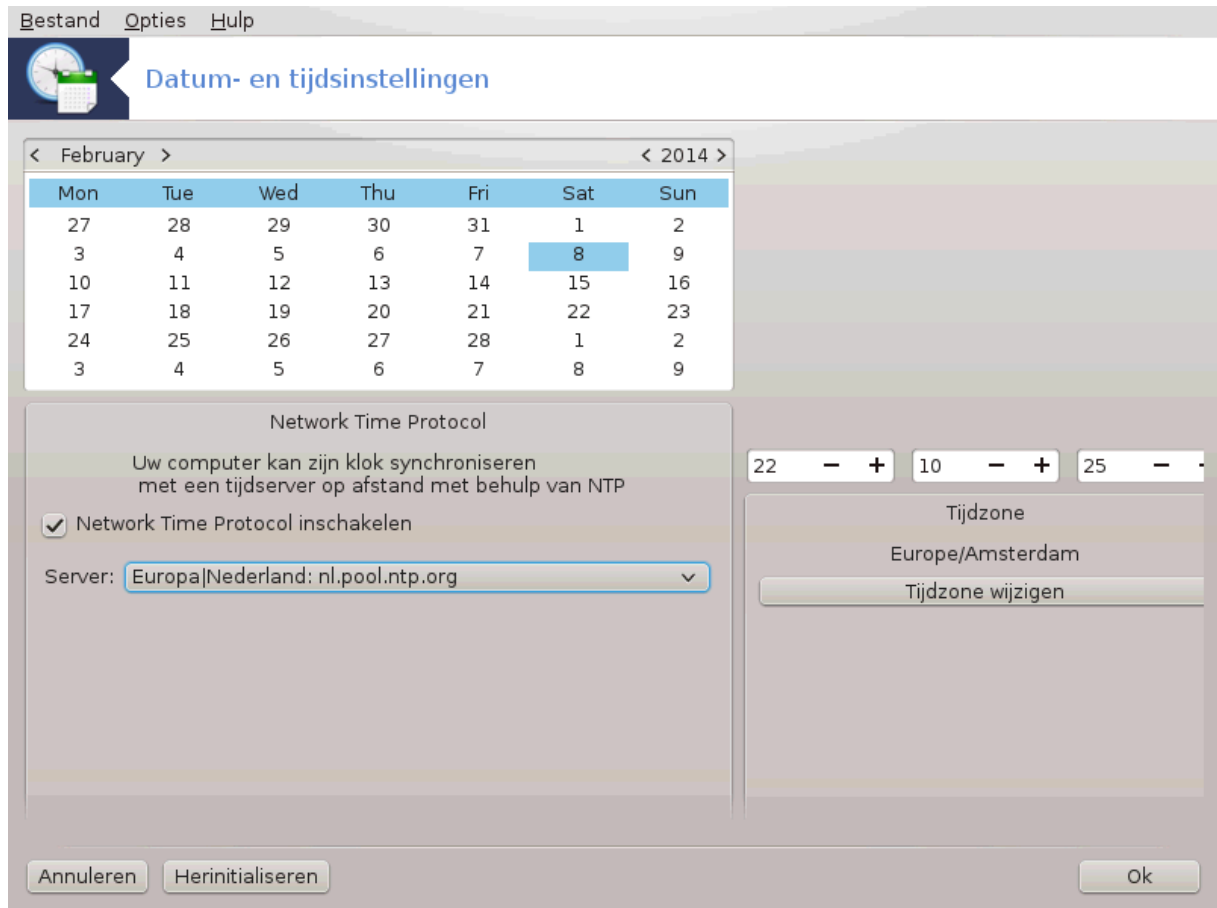 Bestand Opties Hulp
Datum- en tijdsinstellingen
< February > < 2014 >
Mon Tue Wed Thu Fri Sat Sun
27 28 29 30 31 1 2
3 4 5 6 7 8 9
10 11 12 13 14 15 16
17 18 19 20 21 22 23
24 25 26 27 28 1 2
3 4 5 6 7 8 9
Network Time Protocol
Uw computer kan zijn klok synchroniseren
met een tijdserver op afstand met behulp van NTP
Network Time Protocol inschakelen
Server: Europa|Nederland: nl.pool.ntp.org
22 − + 10 − + 25 −
Tijdzone
Europe/Amsterdam
Tijdzone wijzigen
Annuleren Herinitialiseren Ok